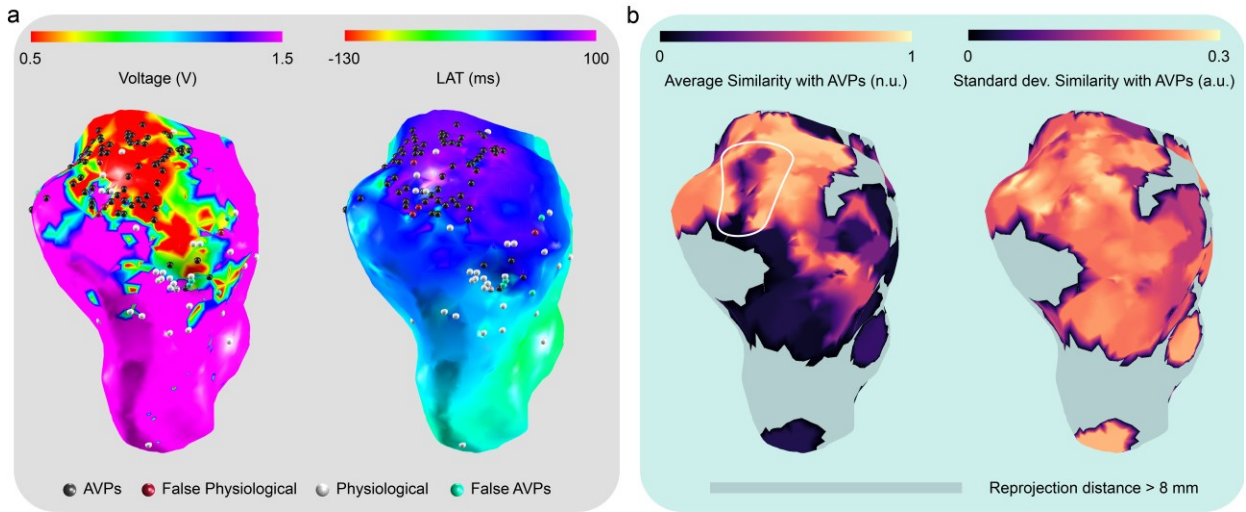 a
0.5 1.5
Voltage (V)
-130 100
LAT (ms)
AVPs False Physiological Physiological False AVPs
b
0 1
Average Similarity with AVPs (n.u.)
0 0.3
Standard dev. Similarity with AVPs (a.u.)
Reprojection distance > 8 mm